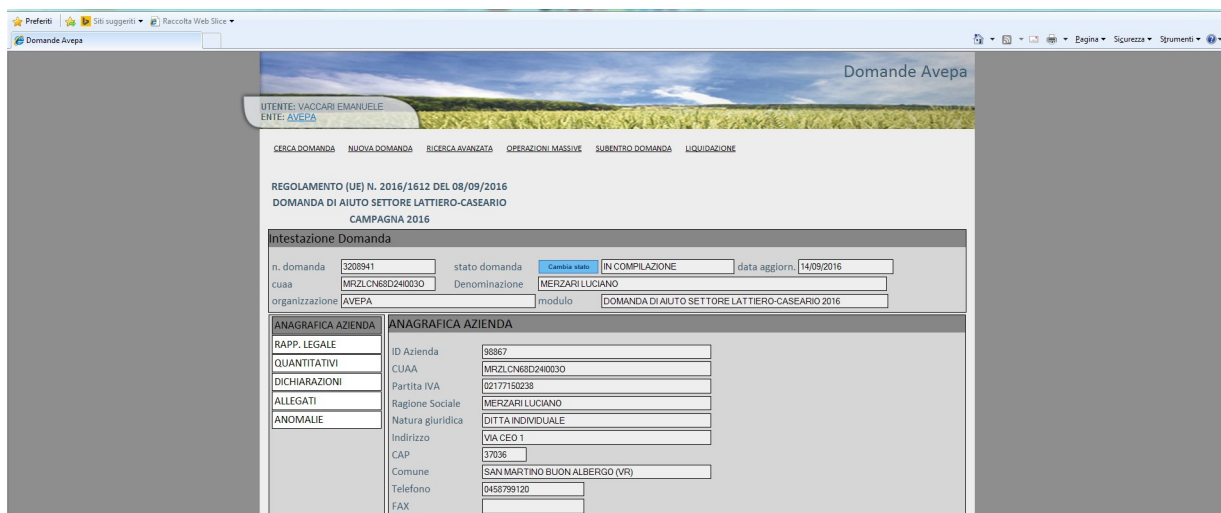 Preferiti Siti suggeriti Raccolta Web Slice
Domande Avepa Pagina Sicurezza Strumenti
Domande Avepa
UTENTE: VACCARI EMANUELE
ENTE: AVEPA
CERCA DOMANDA NUOVA DOMANDA RICERCA AVANZATA OPERAZIONI MASSIVE SUBENTRO DOMANDA LIQUIDAZIONE
REGOLAMENTO (UE) N. 2016/1612 DEL 08/09/2016
DOMANDA DI AIUTO SETTORE LATTIERO-CASEARIO
CAMPAGNA 2016
Intestazione Domanda
n. domanda 3208941 stato domanda Cambia stato IN COMPILAZIONE data aggiorn. 14/09/2016
cuaa MRZLCN68D24I003O Denominazione MERZARI LUCIANO
organizzazione AVEPA modulo DOMANDA DI AIUTO SETTORE LATTIERO-CASEARIO 2016
ANAGRAFICA AZIENDA
RAPP. LEGALE
QUANTITATIVI
DICHIARAZIONI
ALLEGATI
ANOMALIE
ANAGRAFICA AZIENDA
ID Azienda 98867
CUAA MRZLCN68D24I003O
Partita IVA 02177150238
Ragione Sociale MERZARI LUCIANO
Natura giuridica DITTA INDIVIDUALE
Indirizzo VIA CEO 1
CAP 37036
Comune SAN MARTINO BUON ALBERGO (VR)
Telefono 0458799120
FAX